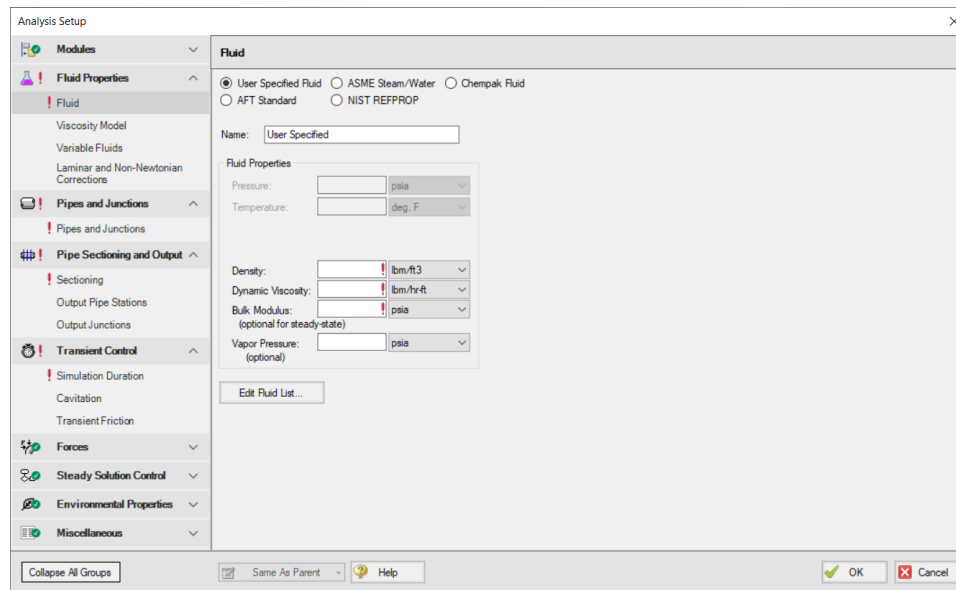 Analysis Setup
Modules
Fluid Properties
Fluid
Viscosity Model
Variable Fluids
Laminar and Non-Newtonian
Corrections
Pipes and Junctions
Pipes and Junctions
Pipe Sectioning and Output
Sectioning
Output Pipe Stations
Output Junctions
Transient Control
Simulation Duration
Cavitation
Transient Friction
Forces
Steady Solution Control
Environmental Properties
Miscellaneous
Collapse All Groups
Fluid
User Specified Fluid ASME Steam/Water Chempak Fluid
AFT Standard NIST REFPROP
Name: User Specified
Fluid Properties
Pressure: psia
Temperature: deg. F
Density: ! lbm/ft3
Dynamic Viscosity: ! lbm/hr-ft
Bulk Modulus: ! psia
(optional for steady-state)
Vapor Pressure: psia
(optional)
Edit Fluid List...
Same As Parent Help OK Cancel